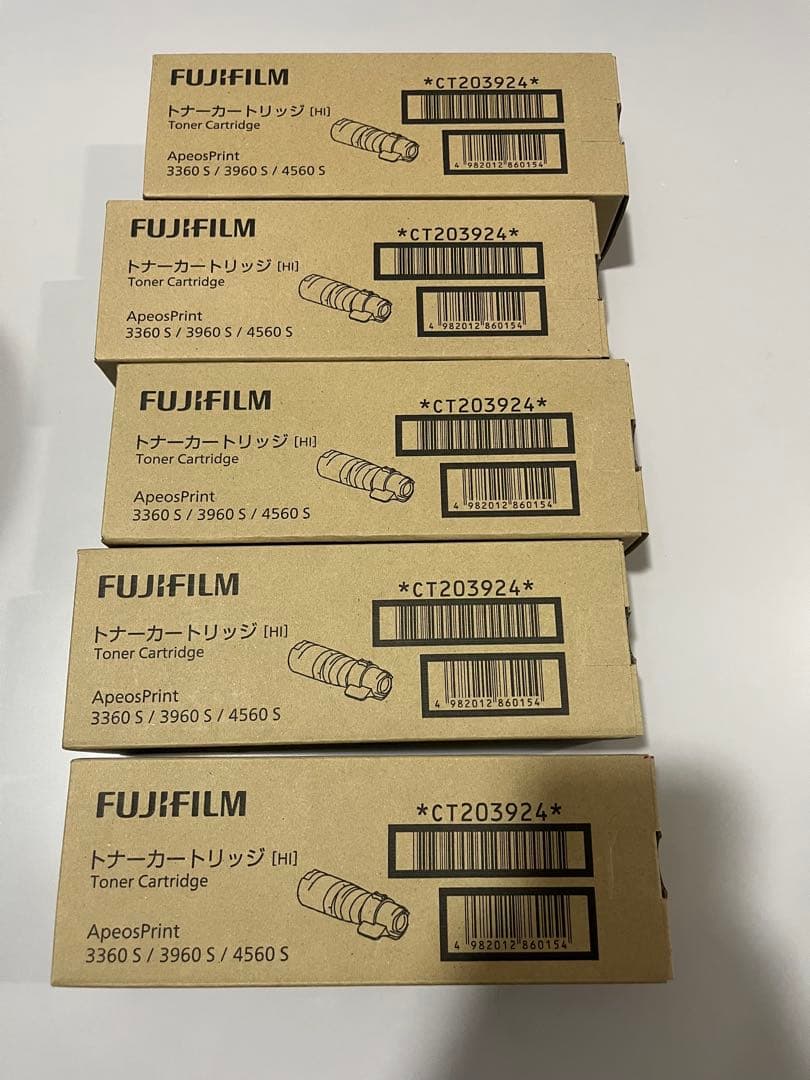 FUJIFILM
*CT203924*
トナーカートリッジ [HI]
Toner Cartridge
ApeosPrint
3360 S / 3960 S / 4560 S
4 982012 860154
FUJIFILM
*CT203924*
トナーカートリッジ [HI]
Toner Cartridge
ApeosPrint
3360 S / 3960 S / 4560 S
4 982012 860154
FUJIFILM
*CT203924*
トナーカートリッジ [HI]
Toner Cartridge
ApeosPrint
3360 S / 3960 S / 4560 S
4 982012 860154
FUJIFILM
*CT203924*
トナーカートリッジ [HI]
Toner Cartridge
ApeosPrint
3360 S / 3960 S / 4560 S
4 982012 860154
FUJIFILM
*CT203924*
トナーカートリッジ [HI]
Toner Cartridge
ApeosPrint
3360 S / 3960 S / 4560 S
4 982012 860154